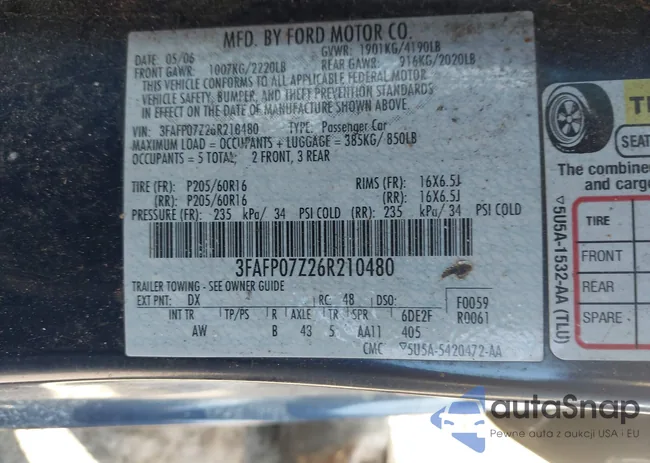 MFD. BY FORD MOTOR CO.
DATE 05/06 GVWR: 1901KG/4190LB
FRONT GAWR: 1007KG/2220LB REAR GAWR: 916KG/2020LB
THIS VEHICLE CONFORMS TO ALL APPLICABLE FEDERAL MOTOR
VEHICLE SAFETY, BUMPER, AND THEFT PREVENTION STANDARDS
IN EFFECT ON THE DATE OF MANUFACTURE SHOWN ABOVE.
VIN: 3FAFP07Z26R210480 TYPE: Passenger Car
MAXIMUM LOAD = OCCUPANTS + LUGGAGE = 385KG/ 850LB
OCCUPANTS = 5 TOTAL; 2 FRONT, 3 REAR
TIRE (FR): P205/60R16 RIMS (FR): 16X6.5J
(RR): P205/60R16 (RR): 16X6.5J
PRESSURE (FR): 235 kPa/ 34 PSI COLD (RR): 235 kPa/ 34 PSI COLD
3FAFP07Z26R210480
TRAILER TOWING - SEE OWNER GUIDE
EXT PNT: DX RC: 48 DSO: F0059
INT TR TP/PS R AXLE TR SPR 6DE2F R0061
AW B 43 5 AA11 405
CMC ▽5U5A-5420472-AA
SEAT
The combine
and carg
TIRE
FRONT
REAR
SPARE
▽5U5A-1532-AA (TLU)
autoSnap
Pewne auta z aukcji USA · EU